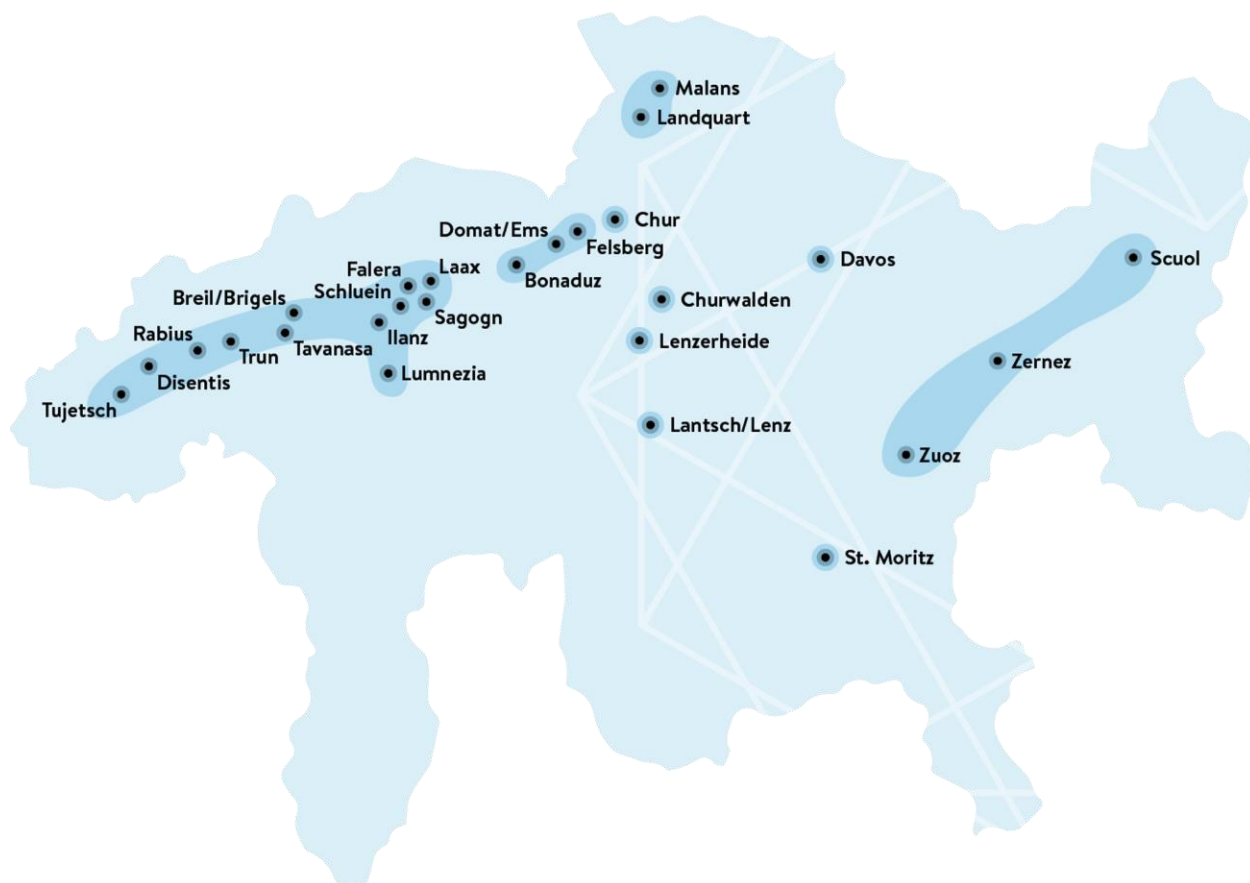 Malans
Landquart
Chur
Domat/Ems
Felsberg
Davos
Scuol
Laax
Falera
Bonaduz
Schluein
Breil/Brigels
Churwalden
Sagogn
Rabius
Ilanz
Lenzerheide
Tavanasa
Trun
Zernez
Lumnezia
Disentis
Tujetsch
Lantsch/Lenz
Zuoz
St. Moritz